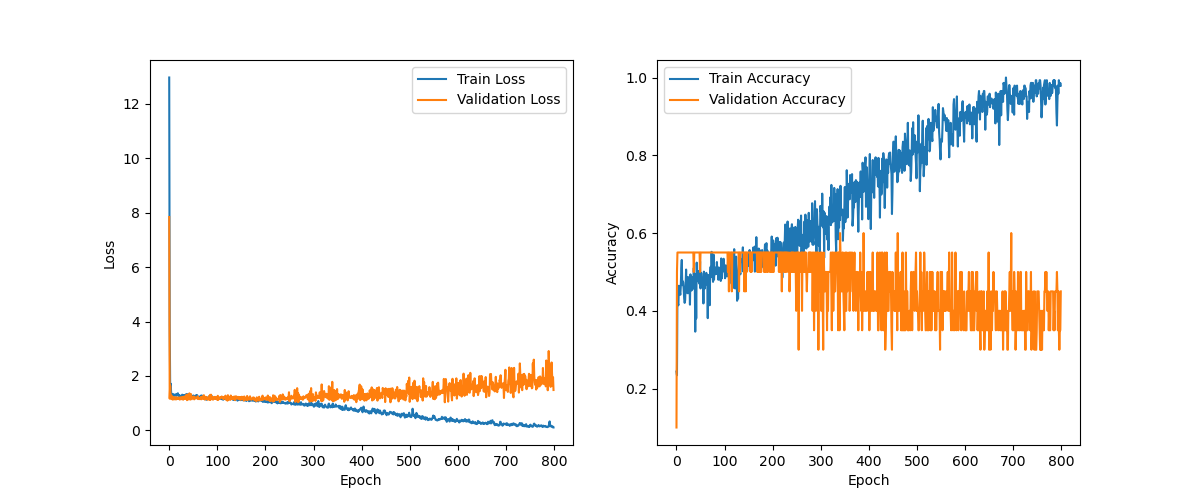 Train Loss
Validation Loss
12
10
8
6
4
2
0
Loss
0 100 200 300 400 500 600 700 800
Epoch
Train Accuracy
Validation Accuracy
1.0
0.8
0.6
0.4
0.2
Accuracy
0 100 200 300 400 500 600 700 800
Epoch